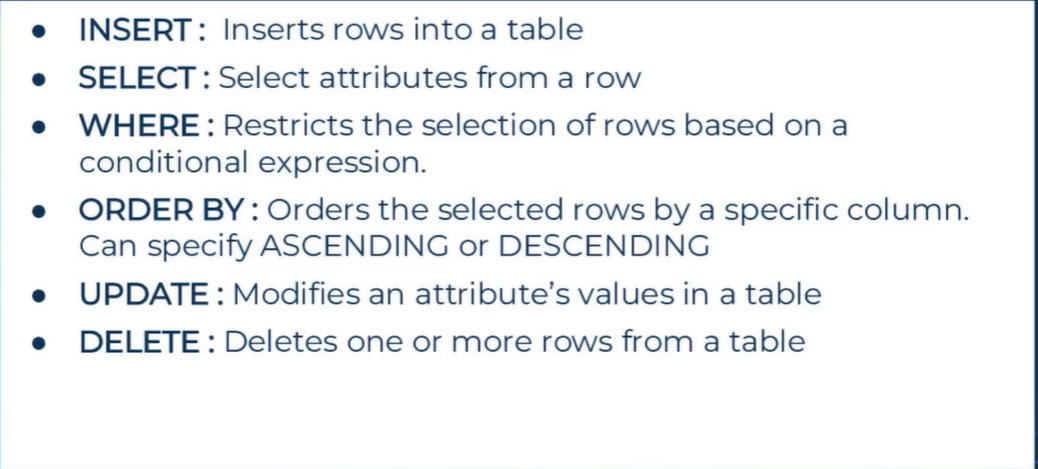 ● INSERT : Inserts rows into a table
● SELECT : Select attributes from a row
● WHERE : Restricts the selection of rows based on a
conditional expression.
● ORDER BY : Orders the selected rows by a specific column.
Can specify ASCENDING or DESCENDING
● UPDATE : Modifies an attribute’s values in a table
● DELETE : Deletes one or more rows from a table